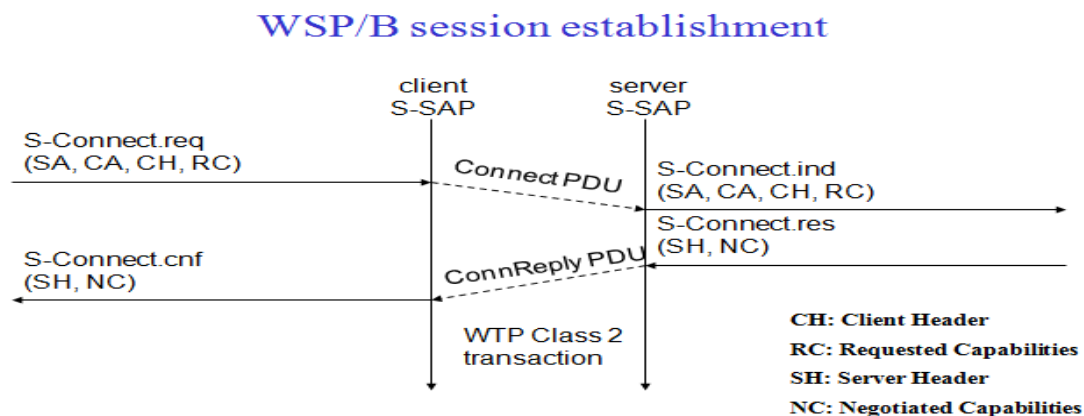 WSP/B session establishment
client
S-SAP
server
S-SAP
S-Connect.req
(SA, CA, CH, RC)
Connect PDU
S-Connect.ind
(SA, CA, CH, RC)
S-Connect.res
(SH, NC)
S-Connect.cnf
(SH, NC)
ConnReply PDU
WTP Class 2
transaction
CH: Client Header
RC: Requested Capabilities
SH: Server Header
NC: Negotiated Capabilities